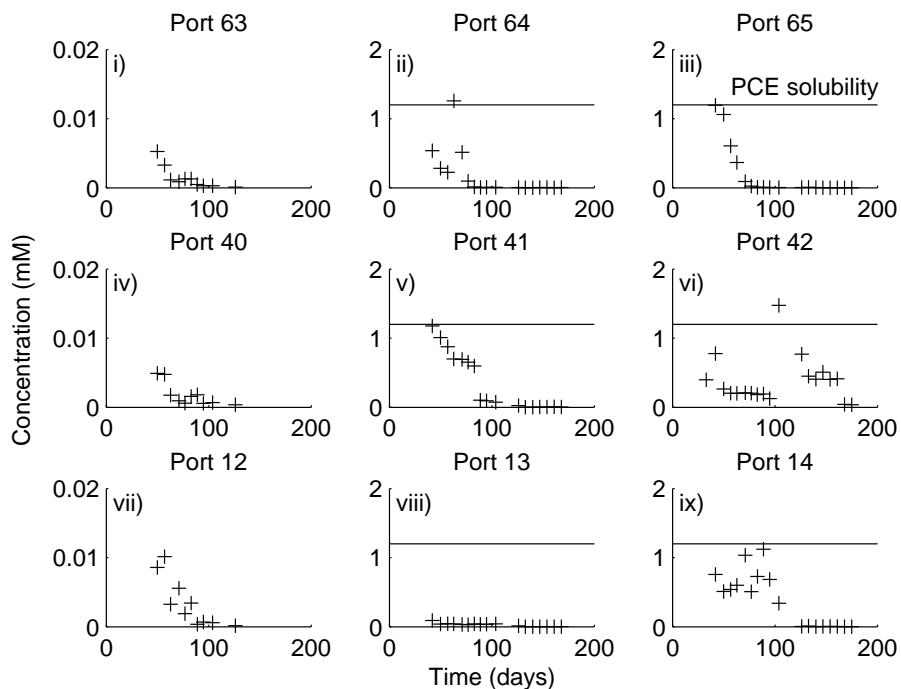 Port 63
Port 64
Port 65
0.02
0.01
0
i)
0 100 200
2
1
0
ii)
0 100 200
2
1
0
iii)
PCE solubility
0 100 200
Port 40
Port 41
Port 42
Concentration (mM)
0.02
0.01
0
iv)
0 100 200
2
1
0
v)
0 100 200
2
1
0
vi)
0 100 200
Port 12
Port 13
Port 14
0.02
0.01
0
vii)
0 100 200
2
1
0
viii)
0 100 200
2
1
0
ix)
0 100 200
Time (days)